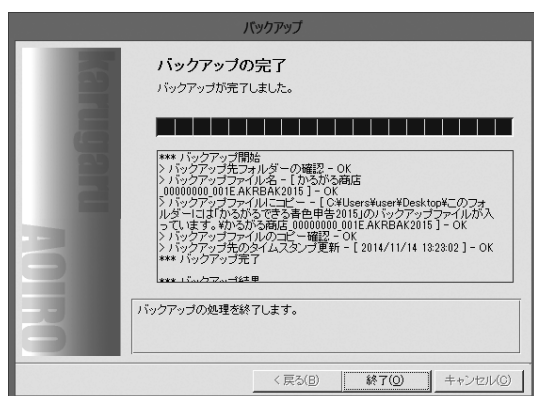 バックアップ
karugaru
AOIRO
バックアップの完了
バックアップが完了しました。
*** バックアップ開始
> バックアップ先フォルダーの確認 - OK
> バックアップファイル名 - [ かるがる商店
_00000000_001E.AKRBAK2015 ] - OK
> バックアップファイルにコピー - [ C:¥Users¥user¥Desktop¥このフォ
ルダーには「かるがるできる青色申告2015」のバックアップファイルが入
っています。¥かるがる商店_00000000_001E.AKRBAK2015 ] - OK
> バックアップファイルのコピー確認 - OK
> バックアップ先のタイムスタンプ更新 - [ 2014/11/14 13:23:02 ] - OK
*** バックアップ完了
*** バックアップ結果
バックアップの処理を終了します。
< 戻る(B)
終了(O)
キャンセル(C)